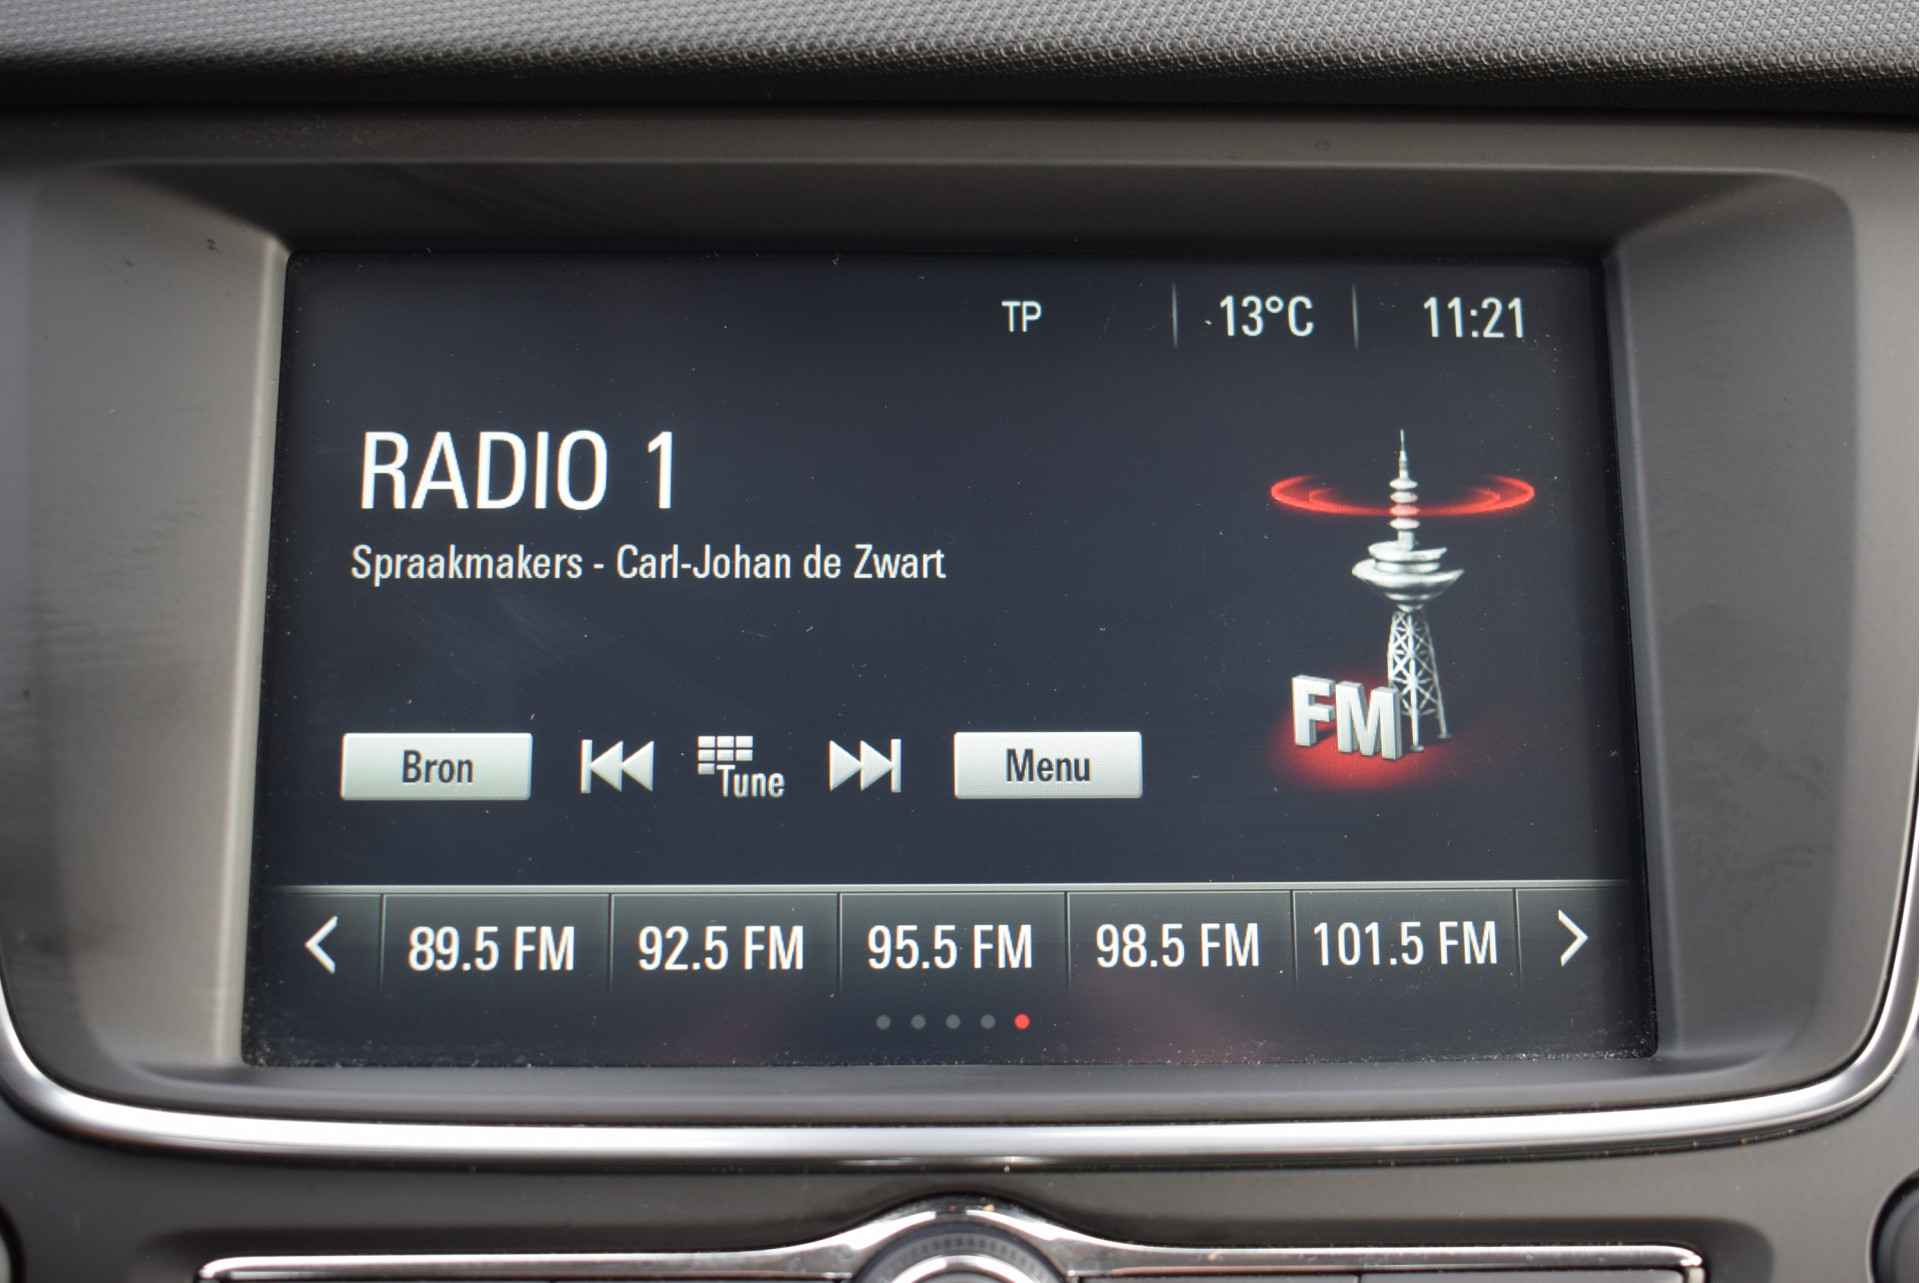 TP 13°C 11:21
RADIO 1
Spraakmakers - Carl-Johan de Zwart
FM
Bron Tune Menu
89.5 FM 92.5 FM 95.5 FM 98.5 FM 101.5 FM